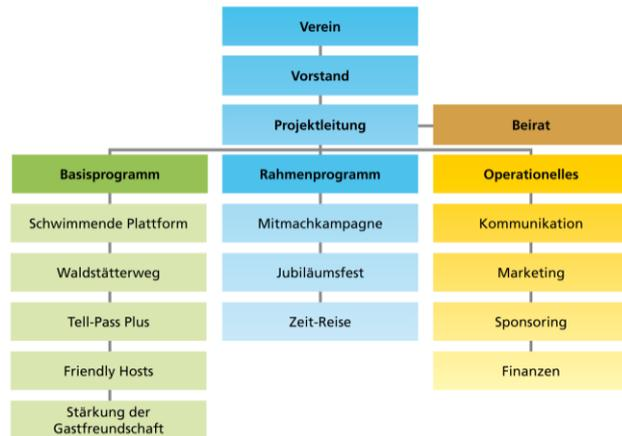 Verein
Vorstand
Projektleitung
Beirat
Basisprogramm
Rahmenprogramm
Operationelles
Schwimmende Plattform
Mitmachkampagne
Kommunikation
Waldstätterweg
Jubiläumsfest
Marketing
Tell-Pass Plus
Zeit-Reise
Sponsoring
Friendly Hosts
Finanzen
Stärkung der
Gastfreundschaft